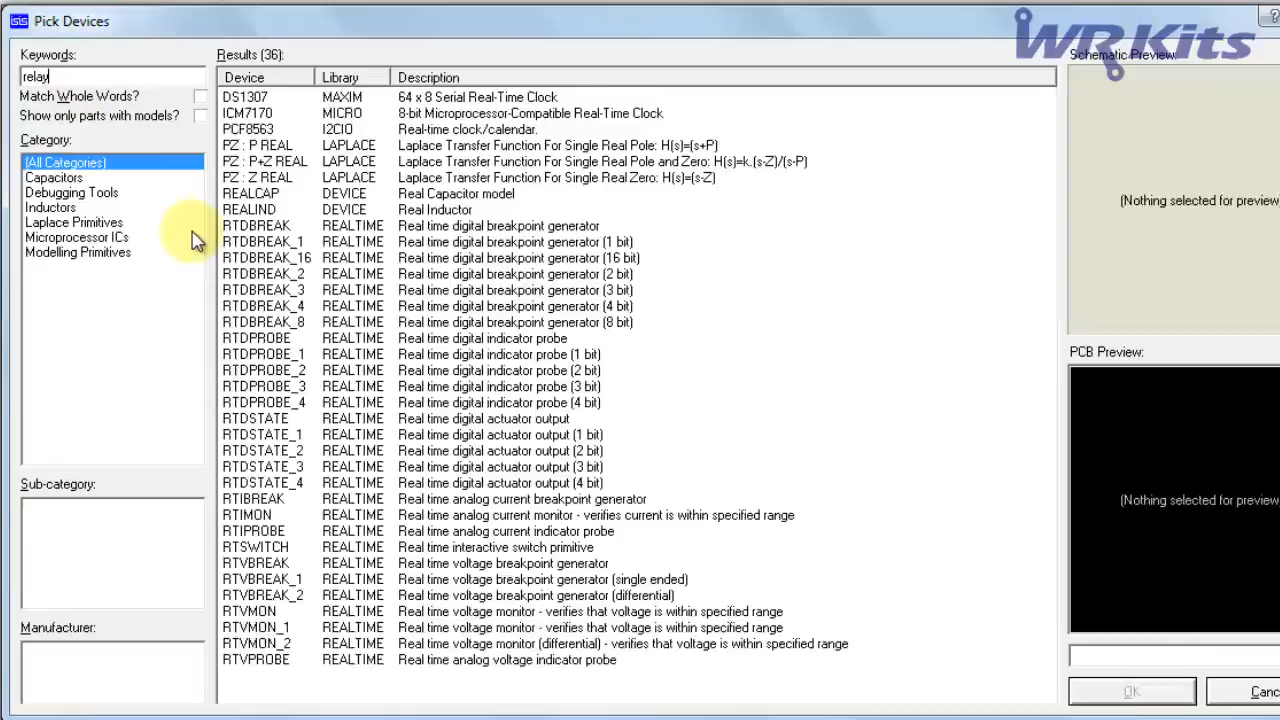 isis Pick Devices
WR Kits
Keywords:
relay
Match Whole Words?
Show only parts with models?
Category:
(All Categories)
Capacitors
Debugging Tools
Inductors
Laplace Primitives
Microprocessor ICs
Modelling Primitives
Sub-category:
Manufacturer:
Results (36):
Device Library Description
DS1307 MAXIM 64 x 8 Serial Real-Time Clock
ICM7170 MICRO 8-bit Microprocessor-Compatible Real-Time Clock
PCF8563 I2CIO Real-time clock/calendar.
PZ : P REAL LAPLACE Laplace Transfer Function For Single Real Pole: H(s)=(s+P)
PZ : P+Z REAL LAPLACE Laplace Transfer Function For Single Real Pole and Zero: H(s)=k.(s-Z)/(s-P)
PZ : Z REAL LAPLACE Laplace Transfer Function For Single Real Zero: H(s)=(s-Z)
REALCAP DEVICE Real Capacitor model
REALIND DEVICE Real Inductor
RTDBREAK REALTIME Real time digital breakpoint generator
RTDBREAK_1 REALTIME Real time digital breakpoint generator (1 bit)
RTDBREAK_16 REALTIME Real time digital breakpoint generator (16 bit)
RTDBREAK_2 REALTIME Real time digital breakpoint generator (2 bit)
RTDBREAK_3 REALTIME Real time digital breakpoint generator (3 bit)
RTDBREAK_4 REALTIME Real time digital breakpoint generator (4 bit)
RTDBREAK_8 REALTIME Real time digital breakpoint generator (8 bit)
RTDPROBE REALTIME Real time digital indicator probe
RTDPROBE_1 REALTIME Real time digital indicator probe (1 bit)
RTDPROBE_2 REALTIME Real time digital indicator probe (2 bit)
RTDPROBE_3 REALTIME Real time digital indicator probe (3 bit)
RTDPROBE_4 REALTIME Real time digital indicator probe (4 bit)
RTDSTATE REALTIME Real time digital actuator output
RTDSTATE_1 REALTIME Real time digital actuator output (1 bit)
RTDSTATE_2 REALTIME Real time digital actuator output (2 bit)
RTDSTATE_3 REALTIME Real time digital actuator output (3 bit)
RTDSTATE_4 REALTIME Real time digital actuator output (4 bit)
RTIBREAK REALTIME Real time analog current breakpoint generator
RTIMON REALTIME Real time analog current monitor - verifies current is within specified range
RTIPROBE REALTIME Real time analog current indicator probe
RTSWITCH REALTIME Real time interactive switch primitive
RTVBREAK REALTIME Real time voltage breakpoint generator
RTVBREAK_1 REALTIME Real time voltage breakpoint generator (single ended)
RTVBREAK_2 REALTIME Real time voltage breakpoint generator (differential)
RTVMON REALTIME Real time voltage monitor - verifies that voltage is within specified range
RTVMON_1 REALTIME Real time voltage monitor - verifies that voltage is within specified range
RTVMON_2 REALTIME Real time voltage monitor (differential) - verifies that voltage is within specified range
RTVPROBE REALTIME Real time analog voltage indicator probe
Schematic Preview:
(Nothing selected for preview)
PCB Preview:
(Nothing selected for preview
OK Canc